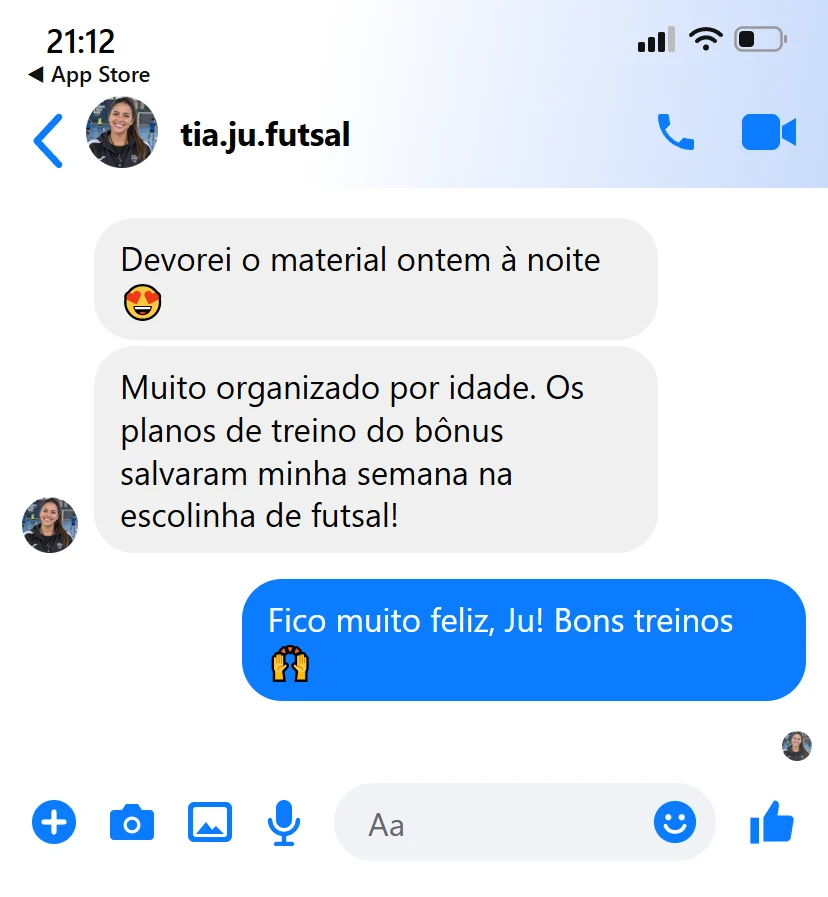 21:12
◀ App Store
tia.ju.futsal
Devorei o material ontem à noite
😍
Muito organizado por idade. Os
planos de treino do bônus
salvaram minha semana na
escolinha de futsal!
Fico muito feliz, Ju! Bons treinos
🙌
Aa